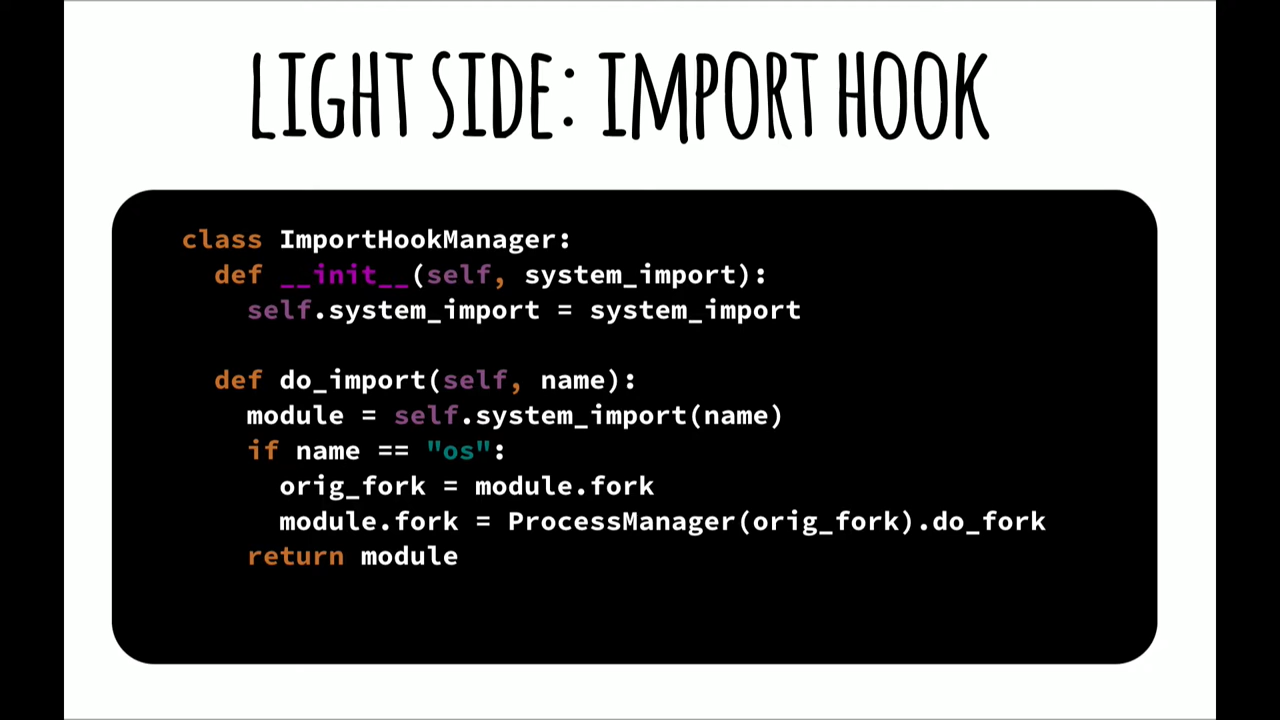 LIGHT SIDE: IMPORT HOOK
class ImportHookManager:
  def __init__(self, system_import):
    self.system_import = system_import
  def do_import(self, name):
    module = self.system_import(name)
    if name == "os":
      orig_fork = module.fork
      module.fork = ProcessManager(orig_fork).do_fork
    return module